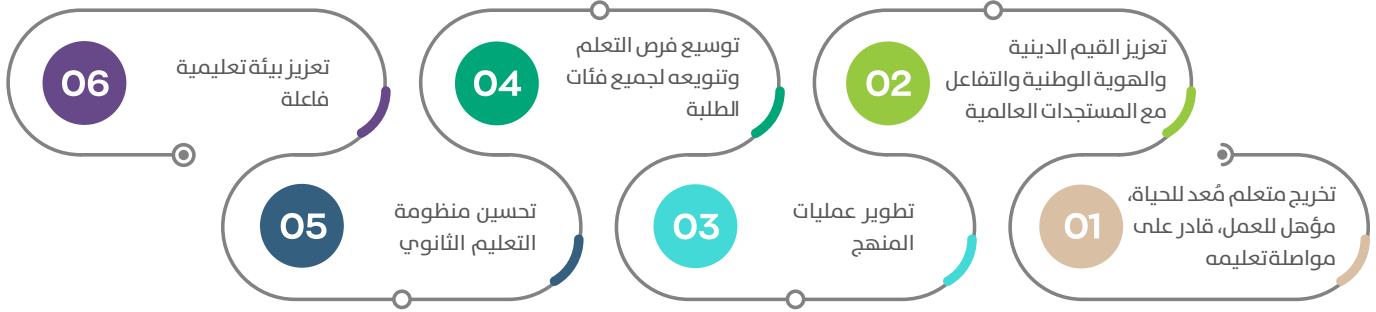 01
تخريج متعلم مُعد للحياة،
مؤهل للعمل، قادر على
مواصلة تعليمه
02
تعزيز القيم الدينية
والهوية الوطنية والتفاعل
مع المستجدات العالمية
03
تطوير عمليات
المنهج
04
توسيع فرص التعلم
وتنويعه لجميع فئات
الطلبة
05
تحسين منظومة
التعليم الثانوي
06
تعزيز بيئة تعليمية
فاعلة